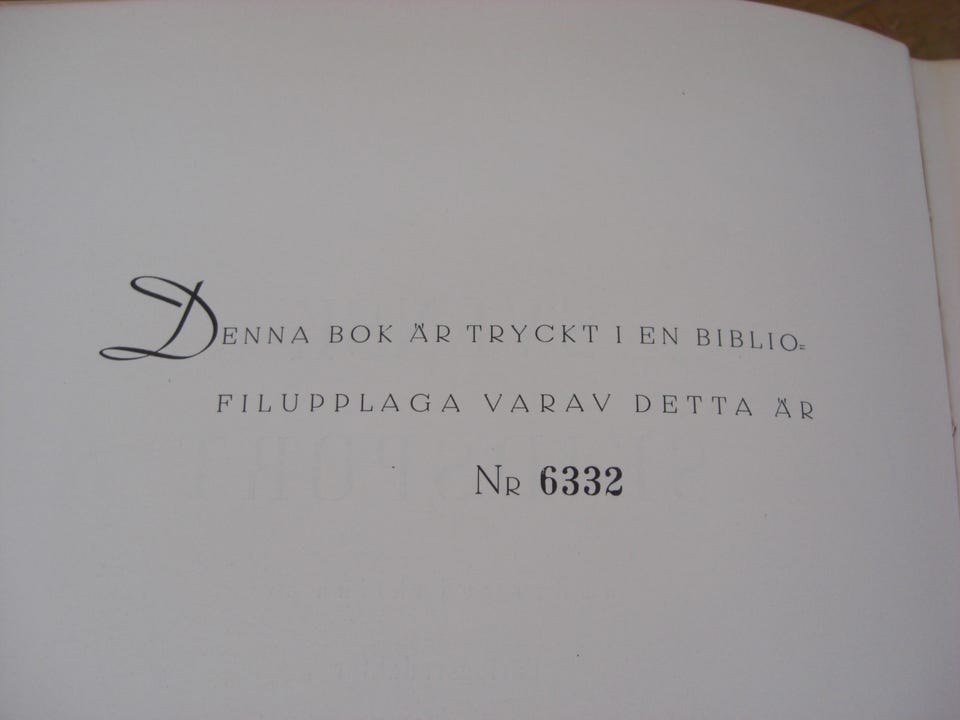 DENNA BOK ÄR TRYCKT I EN BIBLIO=
FILUPPLAGA VARAV DETTA ÄR
NR 6332